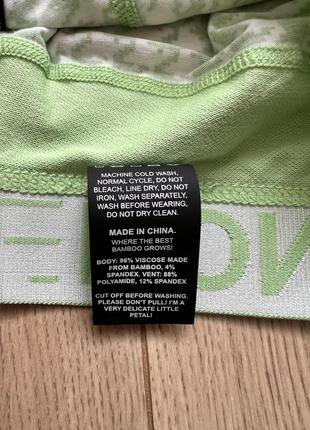 MACHINE COLD WASH,
NORMAL CYCLE, DO NOT
BLEACH, LINE DRY, DO NOT
IRON, WASH SEPARATELY,
WASH BEFORE WEARING,
DO NOT DRY CLEAN.
MADE IN CHINA.
WHERE THE BEST
BAMBOO GROWS!
BODY: 96% VISCOSE MADE
FROM BAMBOO, 4%
SPANDEX. VENT: 88%
POLYAMIDE, 12% SPANDEX
CUT OFF BEFORE WASHING.
PLEASE DON'T PULL! I'M A
VERY DELICATE LITTLE
PETAL!